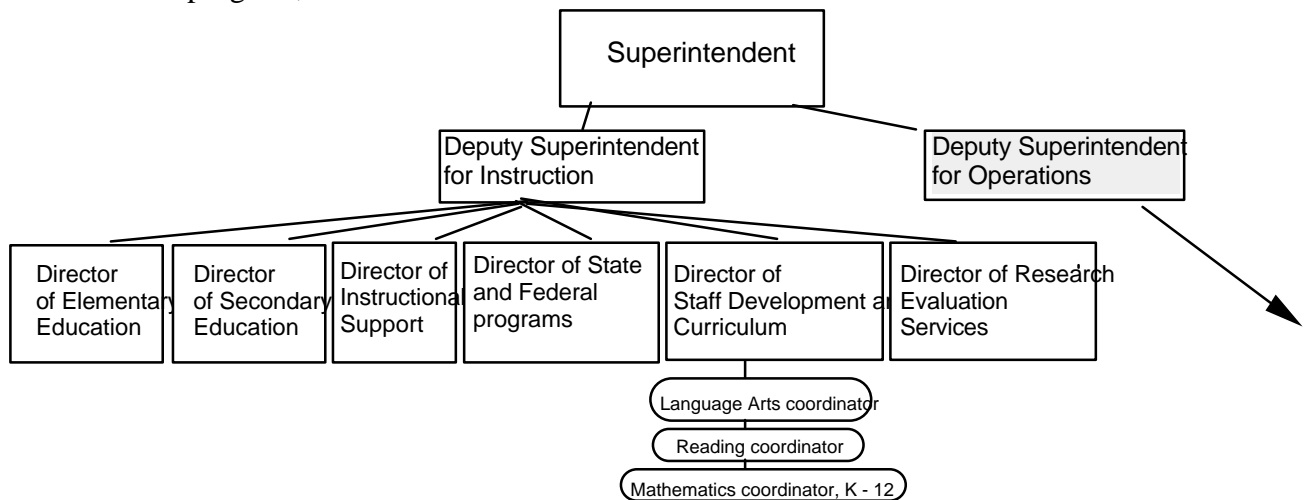 Superintendent
Deputy Superintendent
for Instruction
Deputy Superintendent
for Operations
Director
of Elementary
Education
Director
of Secondary
Education
Director of
Instructional
Support
Director of State
and Federal
programs
Director of
Staff Development
Curriculum
Director of Research,
Evaluation
Services
Language Arts coordinator
Reading coordinator
Mathematics coordinator, K - 12